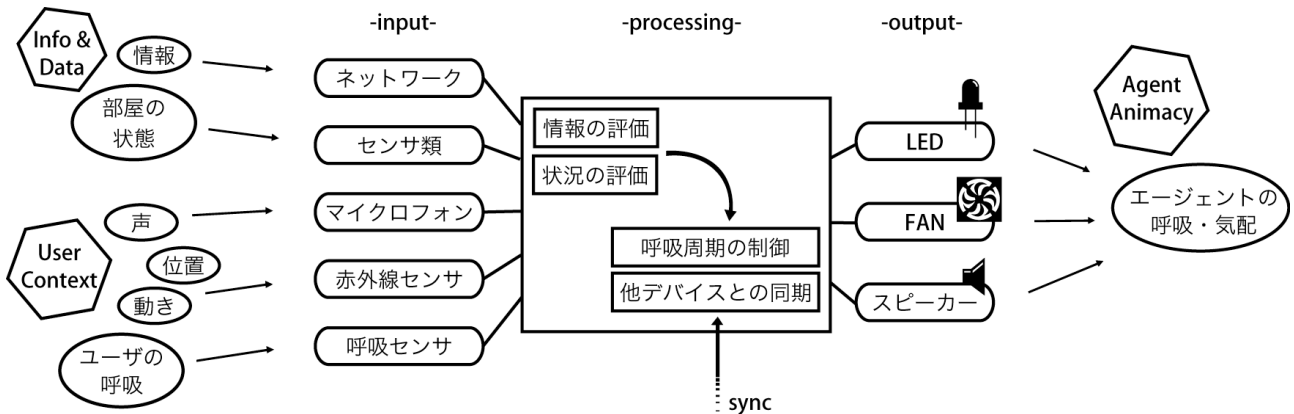 -input-
-processing-
-output-
Info &
Data
情報
部屋の
状態
User
Context
声
位置
動き
ユーザの
呼吸
ネットワーク
センサ類
マイクロフォン
赤外線センサ
呼吸センサ
情報の評価
状況の評価
呼吸周期の制御
他デバイスとの同期
sync
LED
FAN
スピーカー
Agent
Animacy
エージェントの
呼吸・気配